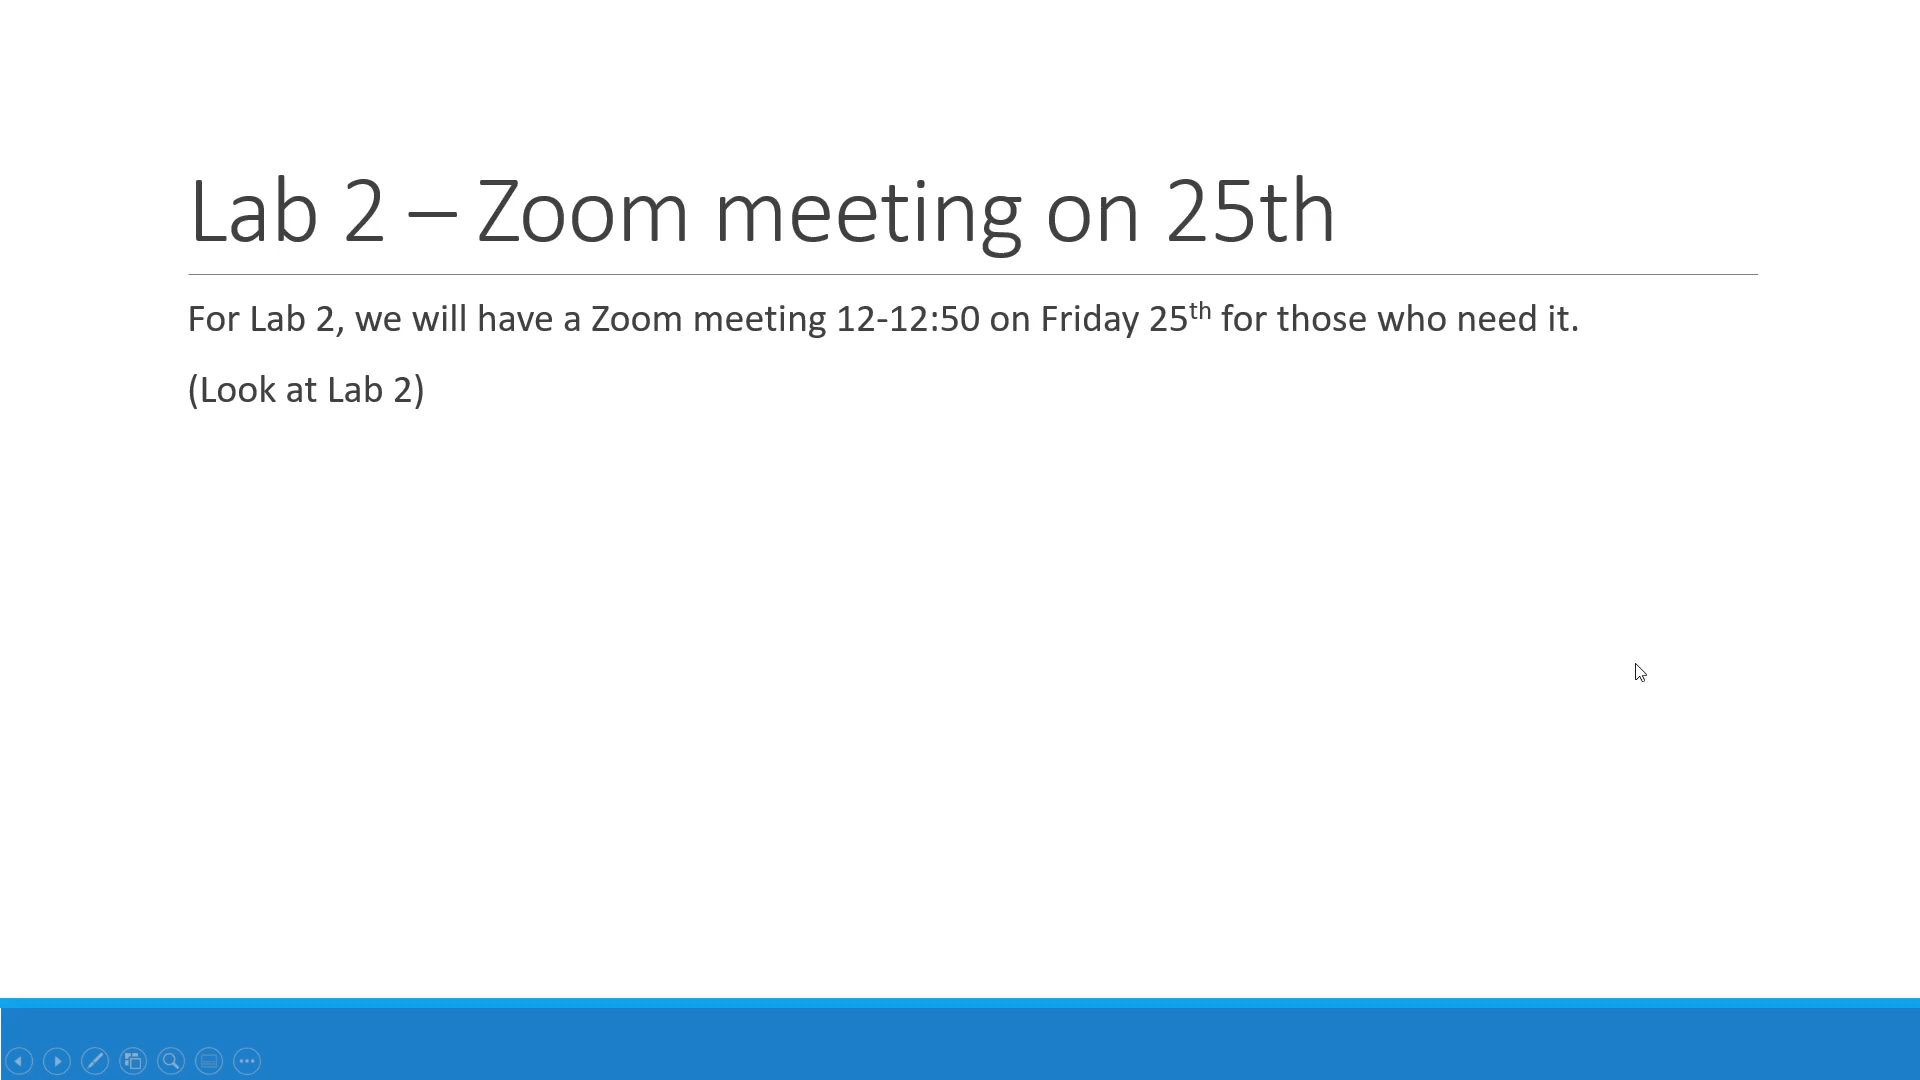 Lab 2 – Zoom meeting on 25th
For Lab 2, we will have a Zoom meeting 12-12:50 on Friday 25th for those who need it.
(Look at Lab 2)